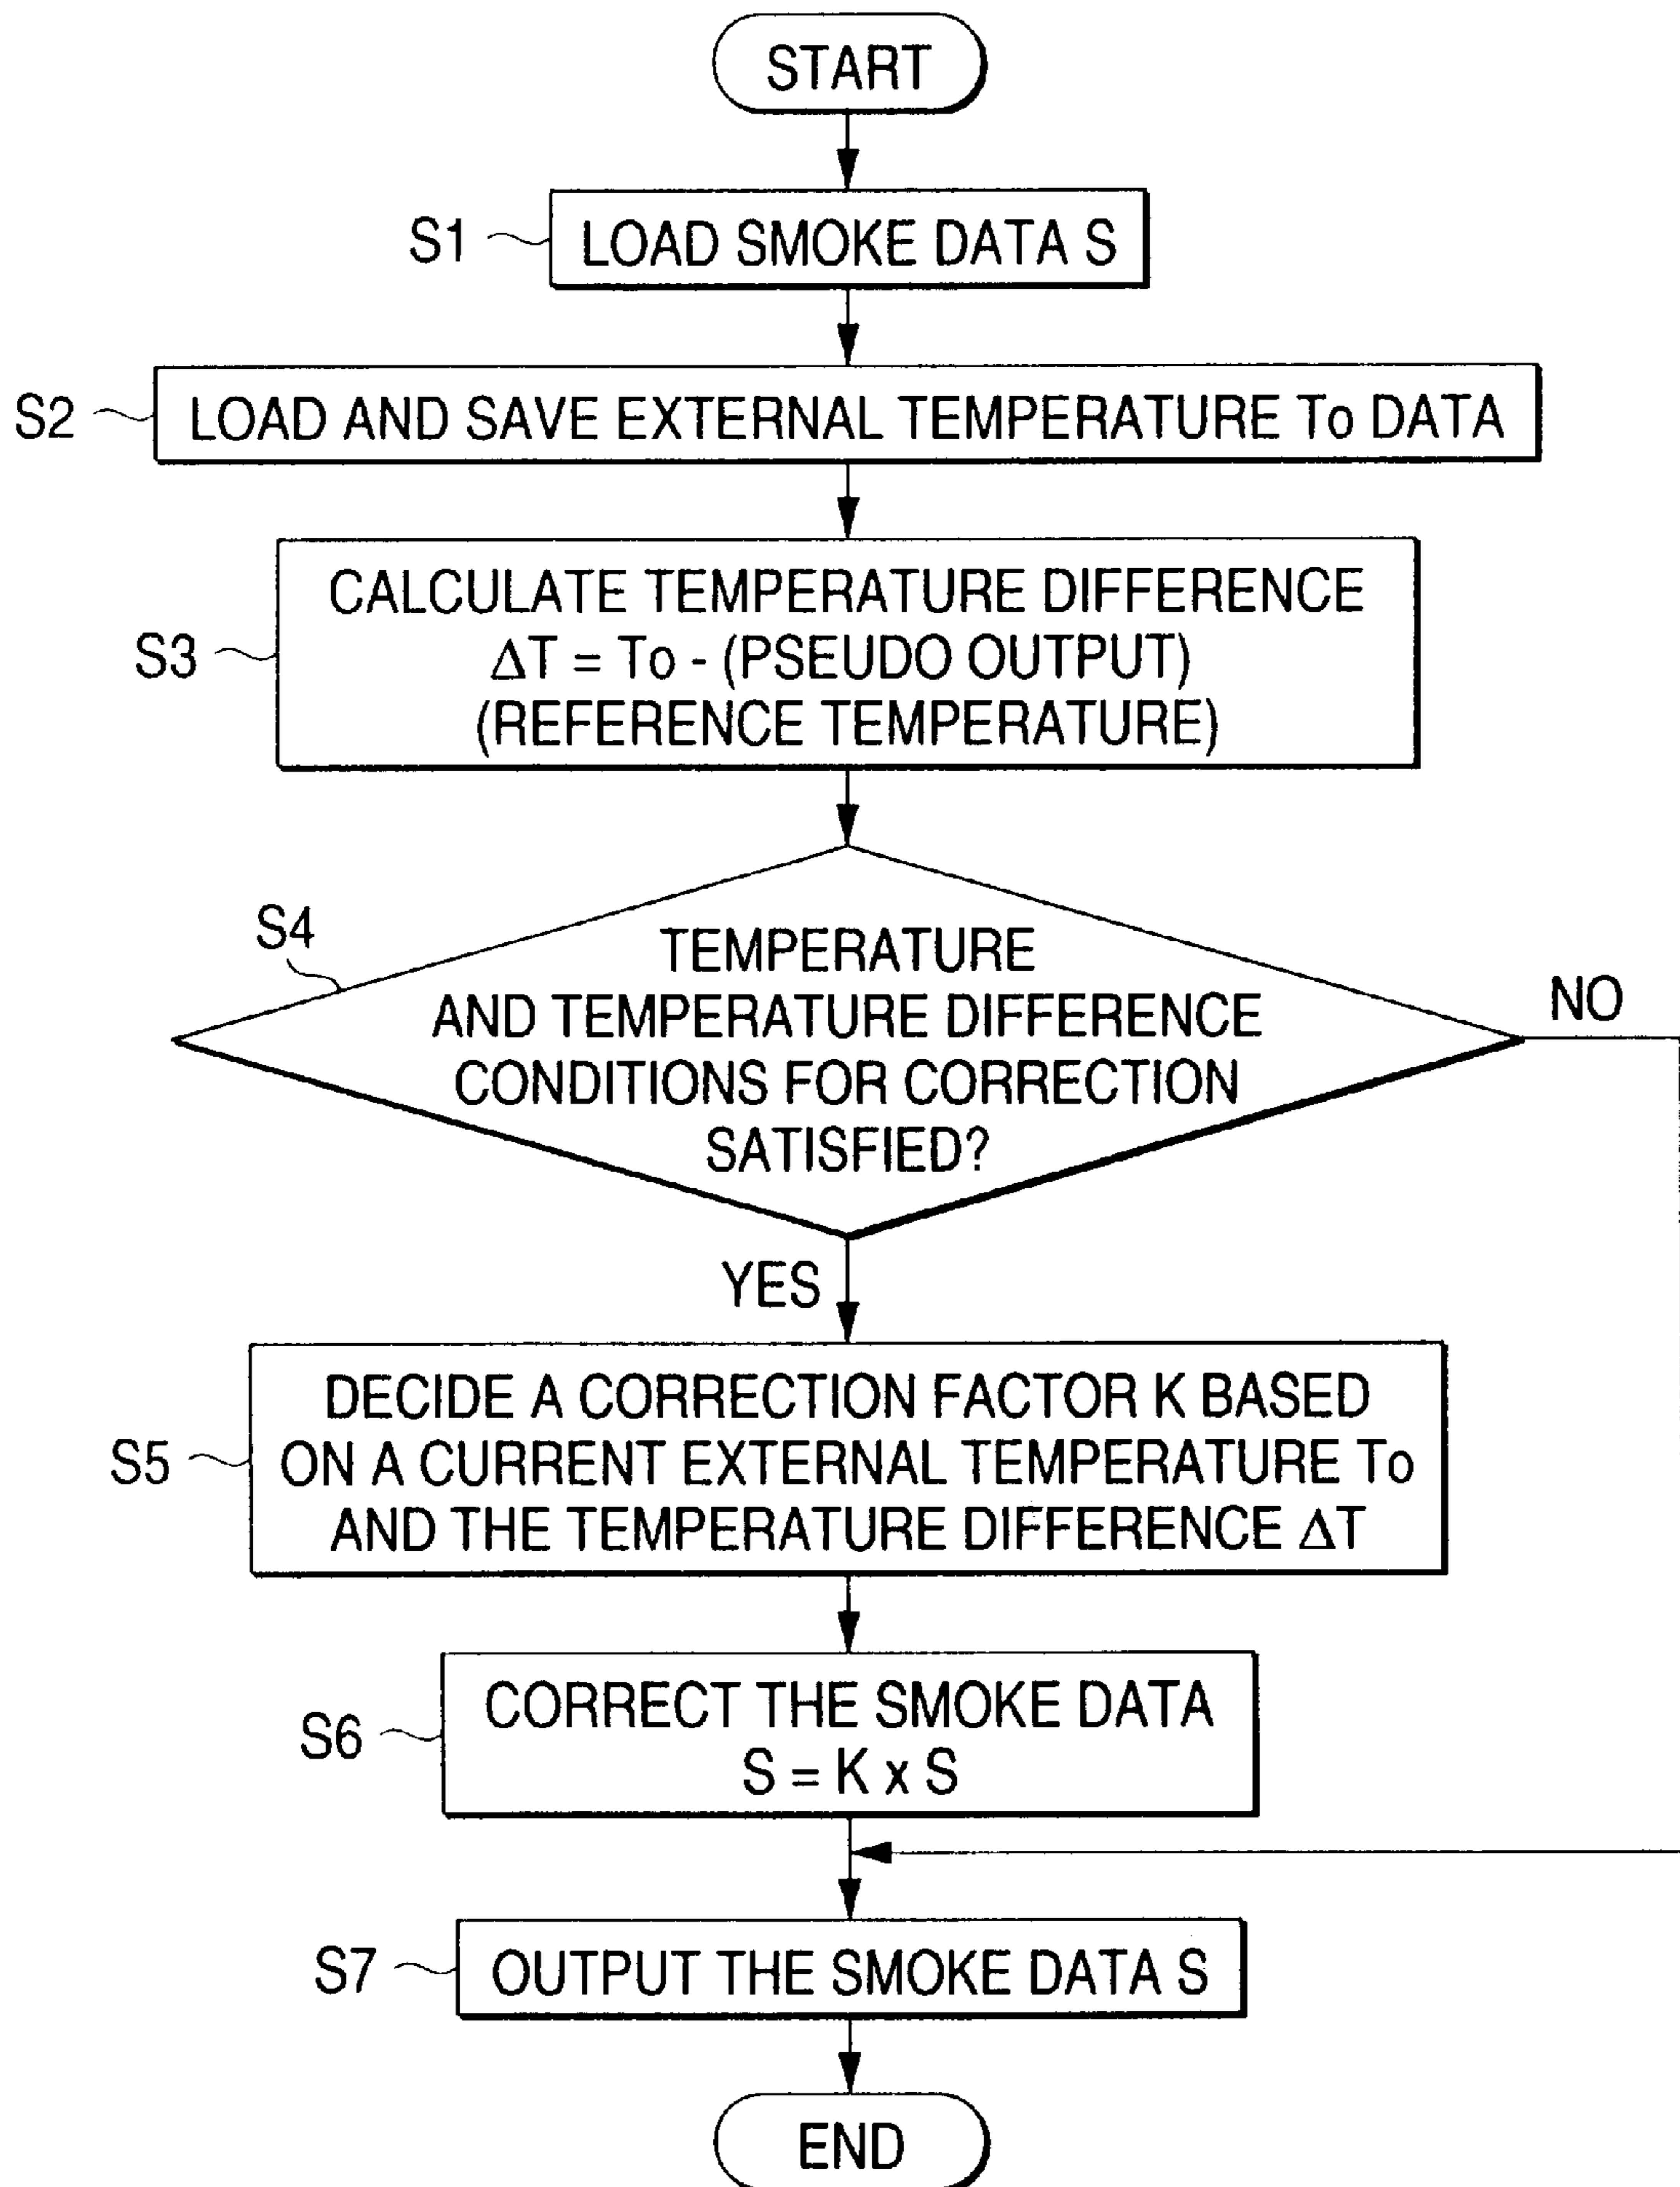 START
S1
LOAD SMOKE DATA S
S2
LOAD AND SAVE EXTERNAL TEMPERATURE To DATA
S3
CALCULATE TEMPERATURE DIFFERENCE
ΔT = To - (PSEUDO OUTPUT)
(REFERENCE TEMPERATURE)
S4
TEMPERATURE
AND TEMPERATURE DIFFERENCE
CONDITIONS FOR CORRECTION
SATISFIED?
NO
YES
S5
DECIDE A CORRECTION FACTOR K BASED
ON A CURRENT EXTERNAL TEMPERATURE To
AND THE TEMPERATURE DIFFERENCE ΔT
S6
CORRECT THE SMOKE DATA
S = K x S
S7
OUTPUT THE SMOKE DATA S
END